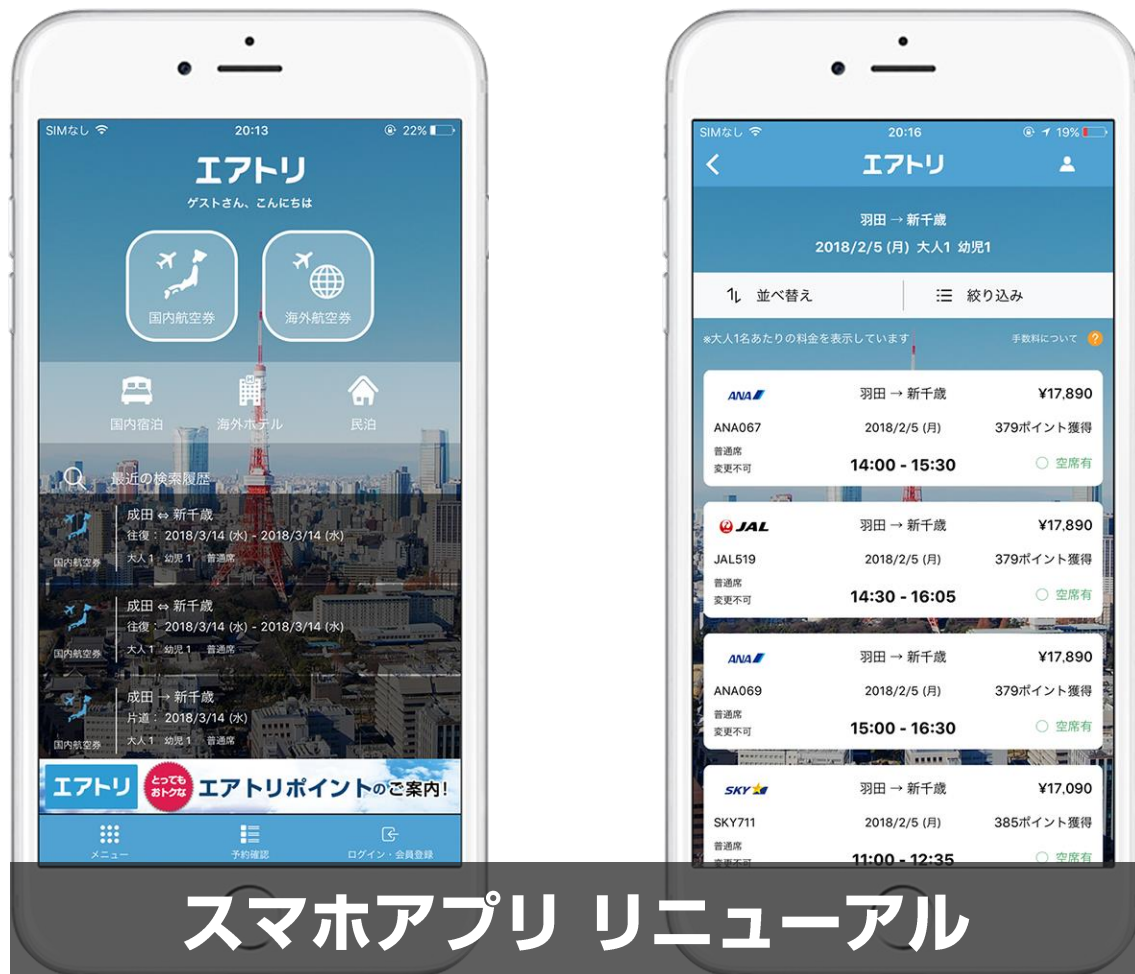 SIMなし 20:13 22%
エアトリ
ゲストさん、こんにちは
国内航空券 海外航空券
国内宿泊 海外ホテル 民泊
最近の検索履歴
成田 ⇔ 新千歳
往復： 2018/3/14 (水) - 2018/3/14 (水)
国内航空券 大人1 幼児1 普通席
成田 ⇔ 新千歳
往復： 2018/3/14 (水) - 2018/3/14 (水)
国内航空券 大人1 幼児1 普通席
成田 → 新千歳
片道： 2018/3/14 (水)
国内航空券 大人1 幼児1 普通席
エアトリ とっても おトクな エアトリポイントのご案内!
メニュー 予約確認 ログイン・会員登録
SIMなし 20:16 19%
エアトリ
羽田 → 新千歳
2018/2/5 (月) 大人1 幼児1
並べ替え 絞り込み
※大人1名あたりの料金を表示しています 手数料について ?
ANA 羽田 → 新千歳 ¥17,890
ANA067 2018/2/5 (月) 379ポイント獲得
普通席
変更不可 14:00 - 15:30 ○ 空席有
JAL 羽田 → 新千歳 ¥17,890
JAL519 2018/2/5 (月) 379ポイント獲得
普通席
変更不可 14:30 - 16:05 ○ 空席有
ANA 羽田 → 新千歳 ¥17,890
ANA069 2018/2/5 (月) 379ポイント獲得
普通席
変更不可 15:00 - 16:30 ○ 空席有
SKY 羽田 → 新千歳 ¥17,090
SKY711 2018/2/5 (月) 385ポイント獲得
普通席
変更不可 11:00 - 12:35 ○ 空席有
スマホアプリ リニューアル